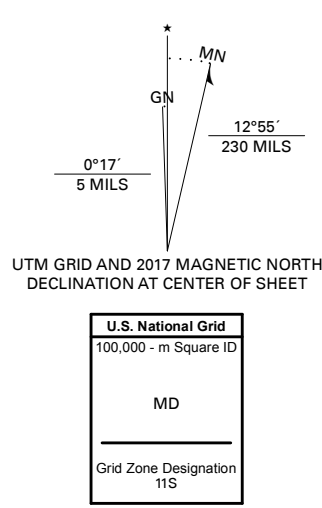 ★
MN
GN
12°55´
230 MILS
0°17´
5 MILS
UTM GRID AND 2017 MAGNETIC NORTH
DECLINATION AT CENTER OF SHEET
U.S. National Grid
100,000 - m Square ID
MD
Grid Zone Designation
11S